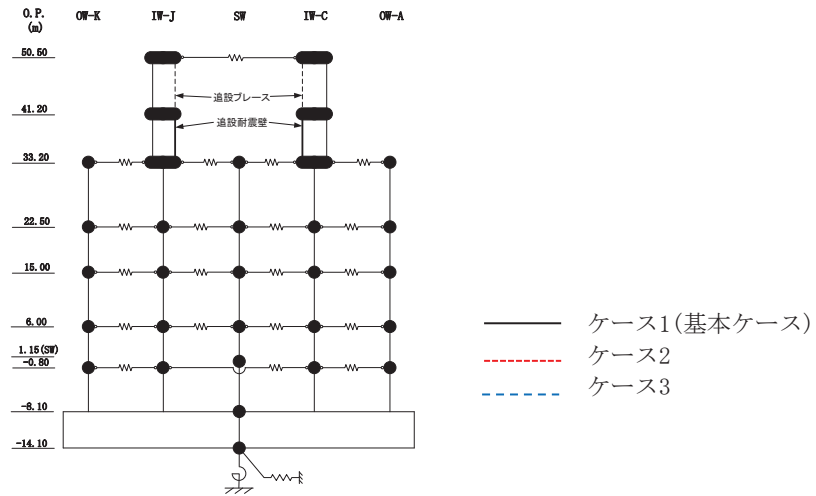 O.P.
(m)
OW-K IW-J SW IW-C OW-A
50.50
追設ブレース
41.20
追設耐震壁
33.20
22.50
15.00
6.00
1.15(SW)
-0.80
-8.10
-14.10
ケース1(基本ケース)
ケース2
ケース3